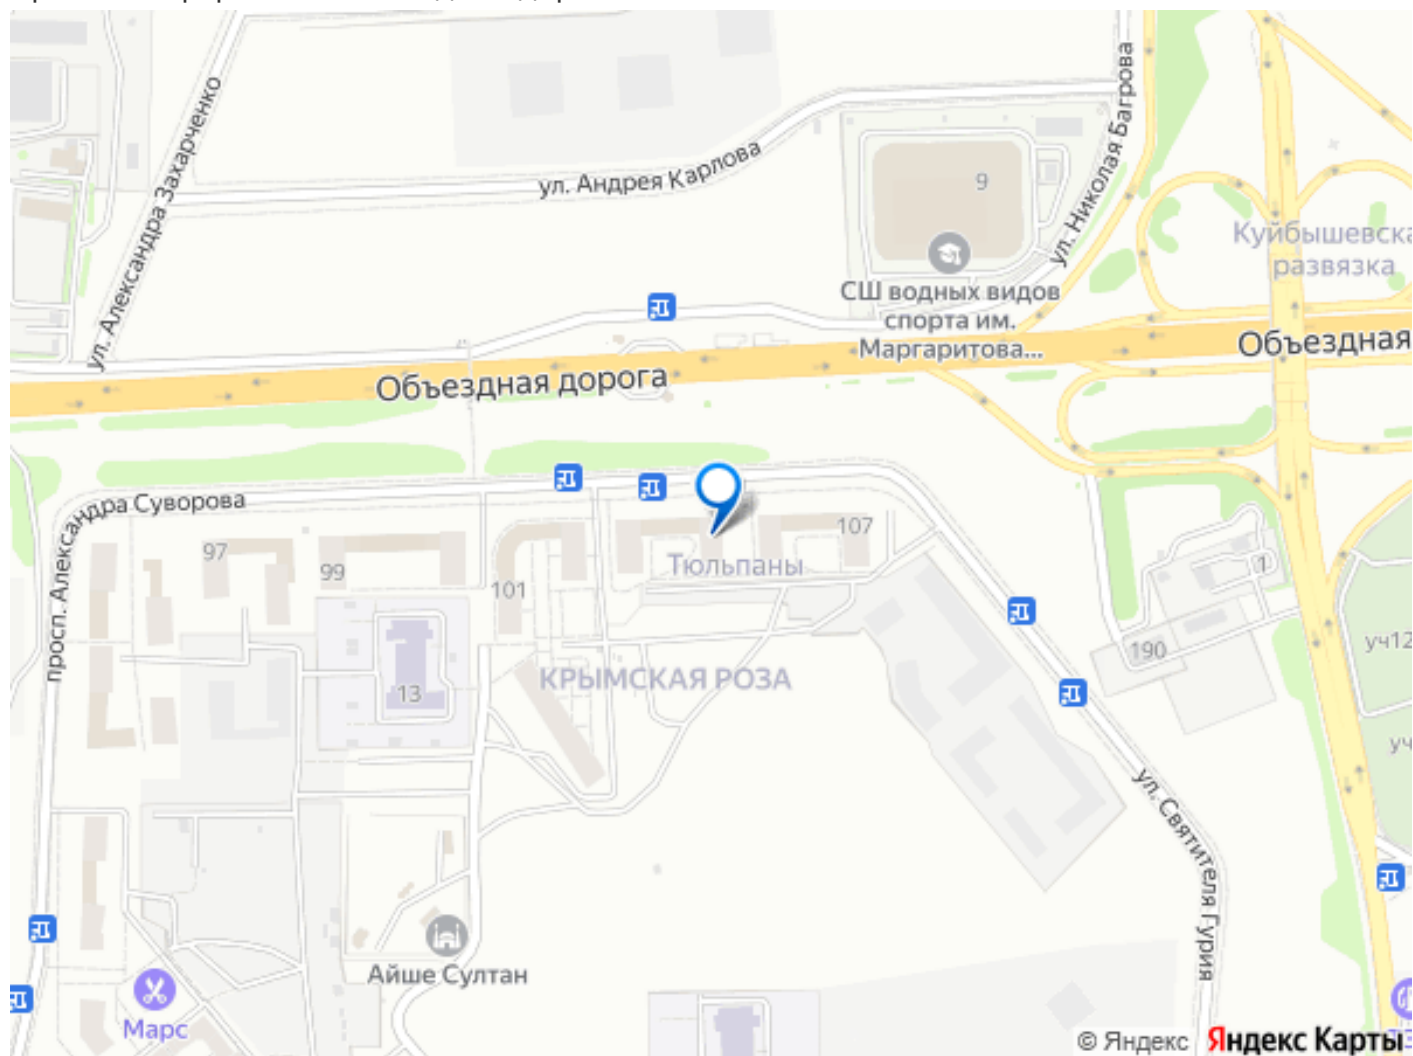 ул. Александра Захарченко
ул. Андрея Карлова
ул. Николая Багрова
9
Куйбышевска
развязка
СШ водных видов
спорта им.
Маргаритова...
Объездная
Объездная дорога
просп. Александра Суворова
97
99
101
107
Тюльпаны
1
190
уч12
КРЫМСКАЯ РОЗА
13
уч
ул. Святителя Гурия
Айше Султан
Марс
© Яндекс Яндекс Карты